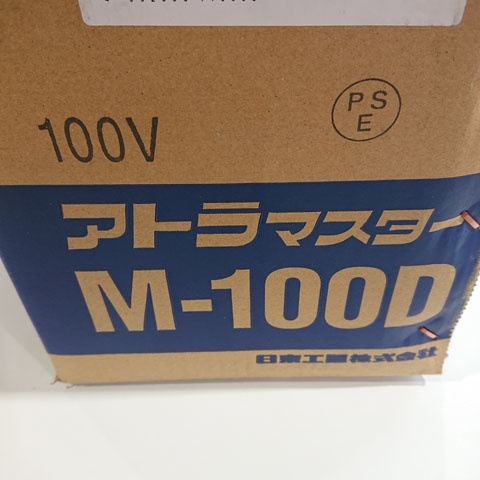 100V
PS
E
アトラマスター
M-100D
日東工器株式会社